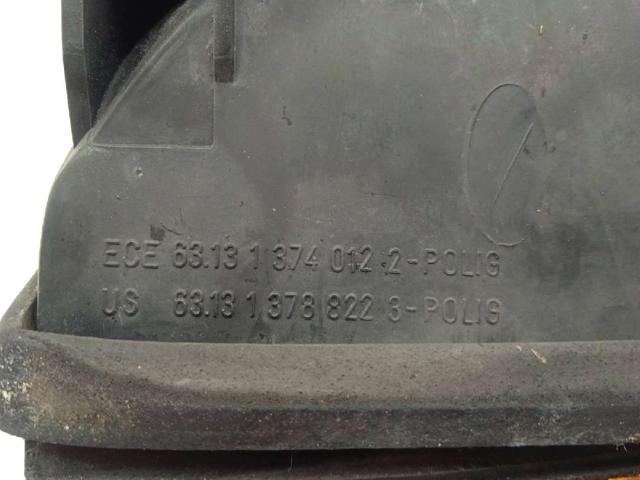 ECE 63.13 1 374 012 2-POLIG
US 63.13 1 378 822 3-POLIG